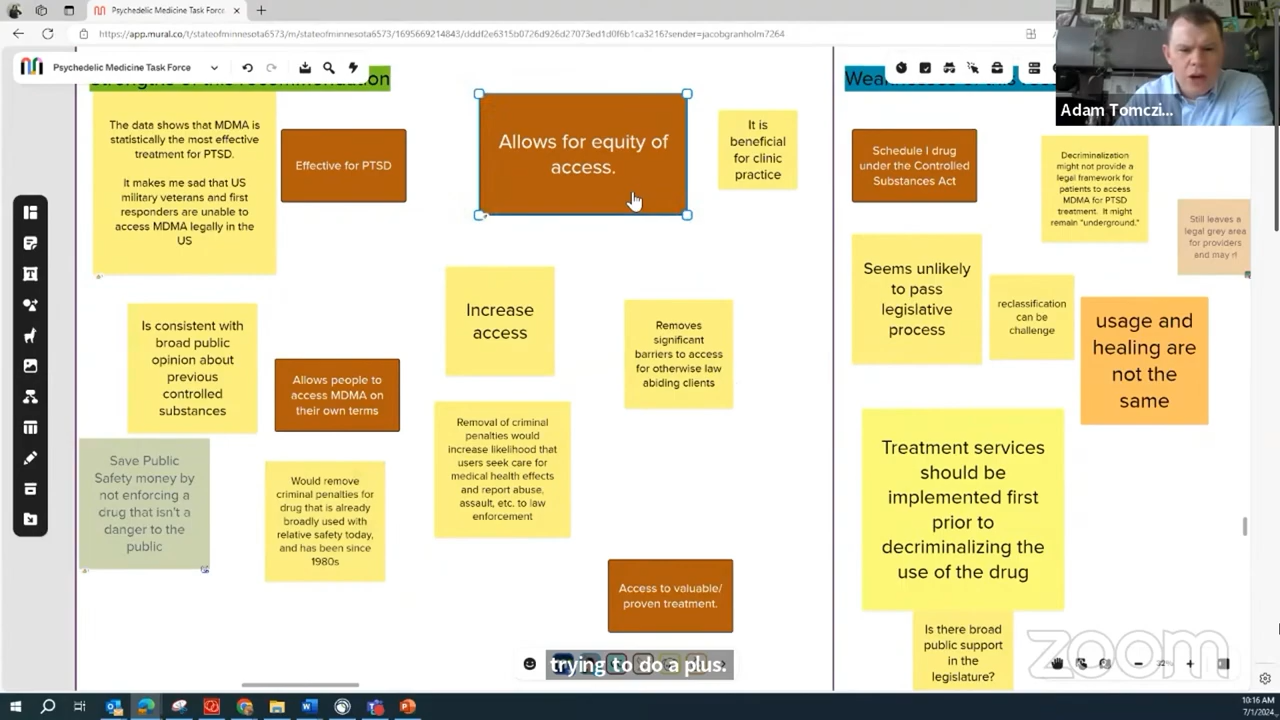 Psychedelic Medicine Task Force
https://app.mural.co/t/stateofminnesota6573/m/stateofminnesota6573/1695669214843/dddf2e6315b0726d926d27073ed1d0f6b1ca3216?sender=jacobgranholm7264
Psychedelic Medicine Task Force
Adam Tomczi...
The data shows that MDMA is
statistically the most effective
treatment for PTSD.
It makes me sad that US
military veterans and first
responders are unable to
access MDMA legally in the
US
Effective for PTSD
Allows for equity of
access.
It is
beneficial
for clinic
practice
Is consistent with
broad public
opinion about
previous
controlled
substances
Allows people to
access MDMA on
their own terms
Increase
access
Removes
significant
barriers to access
for otherwise law
abiding clients
Save Public
Safety money by
not enforcing a
drug that isn't a
danger to the
public
Would remove
criminal penalties for
drug that is already
broadly used with
relative safety today,
and has been since
1980s
Removal of criminal
penalties would
increase likelihood that
users seek care for
medical health effects
and report abuse,
assault, etc. to law
enforcement
Access to valuable/
proven treatment.
Schedule I drug
under the Controlled
Substances Act
Decriminalization
might not provide a
legal framework for
patients to access
MDMA for PTSD
treatment. It might
remain "underground."
Still leaves a
legal grey area
for providers
and may
Seems unlikely
to pass
legislative
process
reclassification
can be
challenge
usage and
healing are
not the
same
Treatment services
should be
implemented first
prior to
decriminalizing the
use of the drug
Is there broad
public support
in the
legislature?
trying to do a plus.
zoom
10:16 AM
7/1/2024